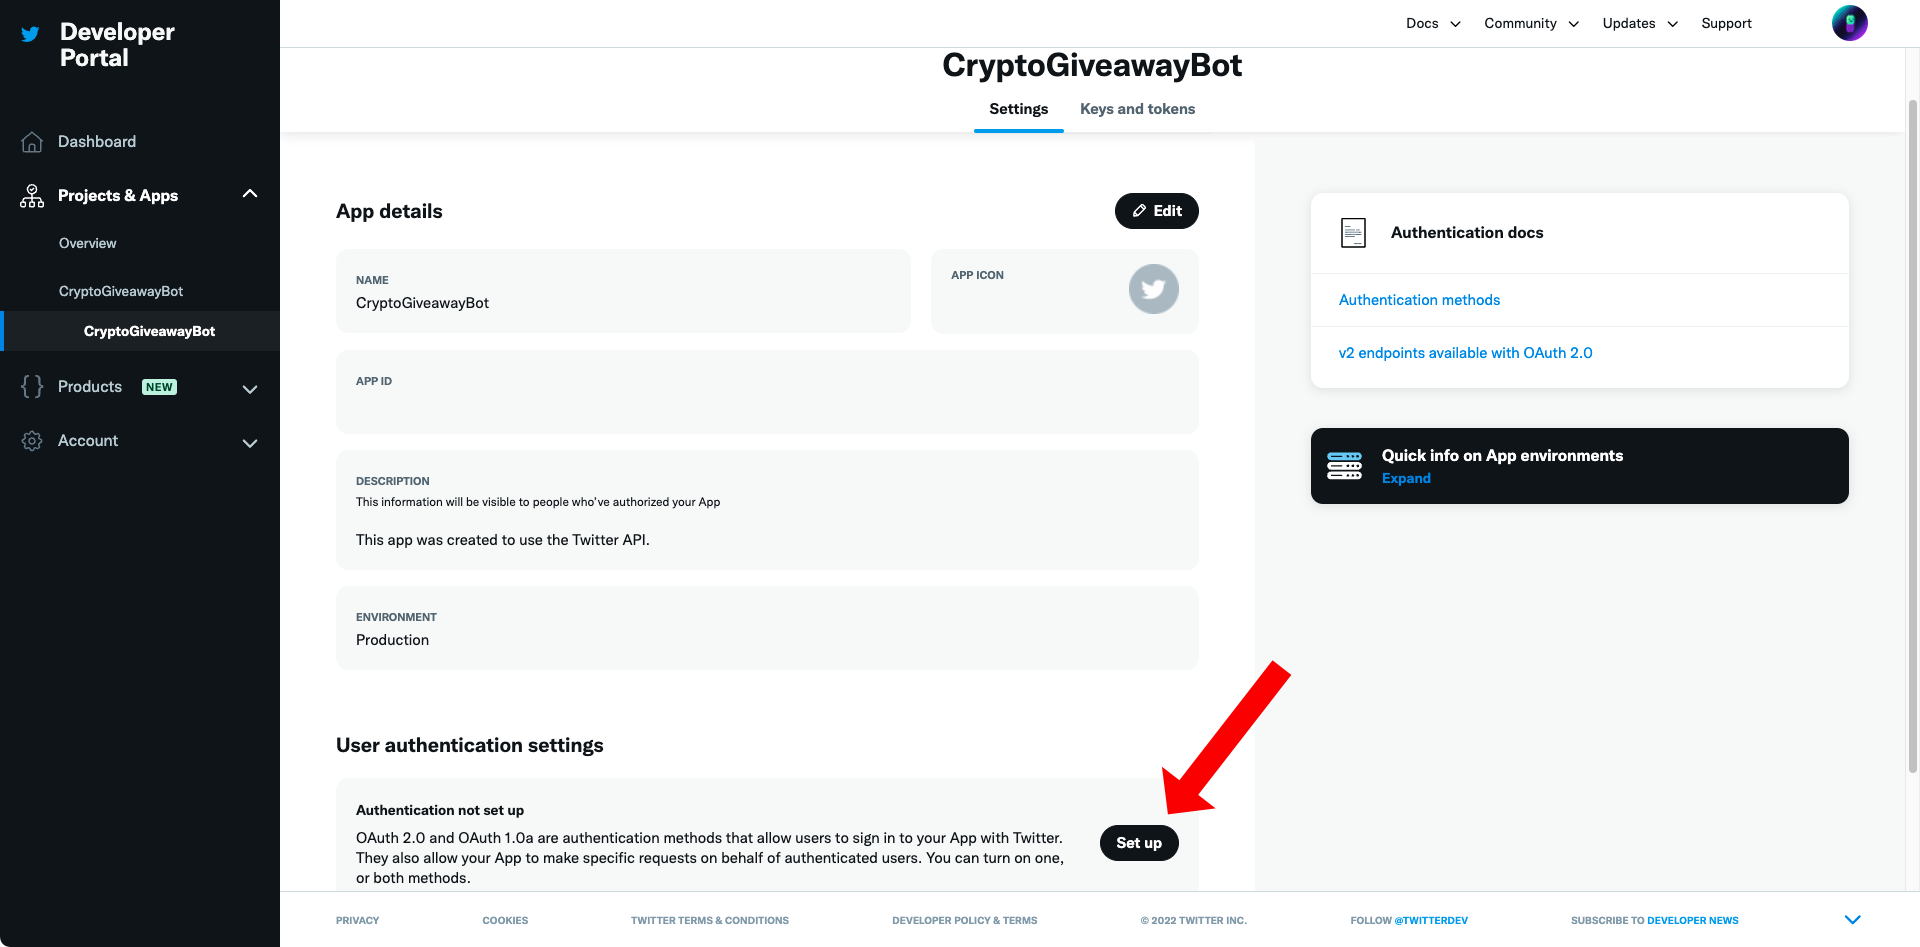 Developer
Portal
Docs
Community
Updates
Support
CryptoGiveawayBot
Settings
Keys and tokens
Dashboard
Projects & Apps
Overview
CryptoGiveawayBot
CryptoGiveawayBot
Products
NEW
Account
App details
Edit
NAME
CryptoGiveawayBot
APP ICON
APP ID
DESCRIPTION
This information will be visible to people who've authorized your App
This app was created to use the Twitter API.
ENVIRONMENT
Production
User authentication settings
Authentication not set up
OAuth 2.0 and OAuth 1.0a are authentication methods that allow users to sign in to your App with Twitter.
They also allow your App to make specific requests on behalf of authenticated users. You can turn on one,
or both methods.
Set up
Authentication docs
Authentication methods
v2 endpoints available with OAuth 2.0
Quick info on App environments
Expand
PRIVACY
COOKIES
TWITTER TERMS & CONDITIONS
DEVELOPER POLICY & TERMS
© 2022 TWITTER INC.
FOLLOW @TWITTERDEV
SUBSCRIBE TO DEVELOPER NEWS